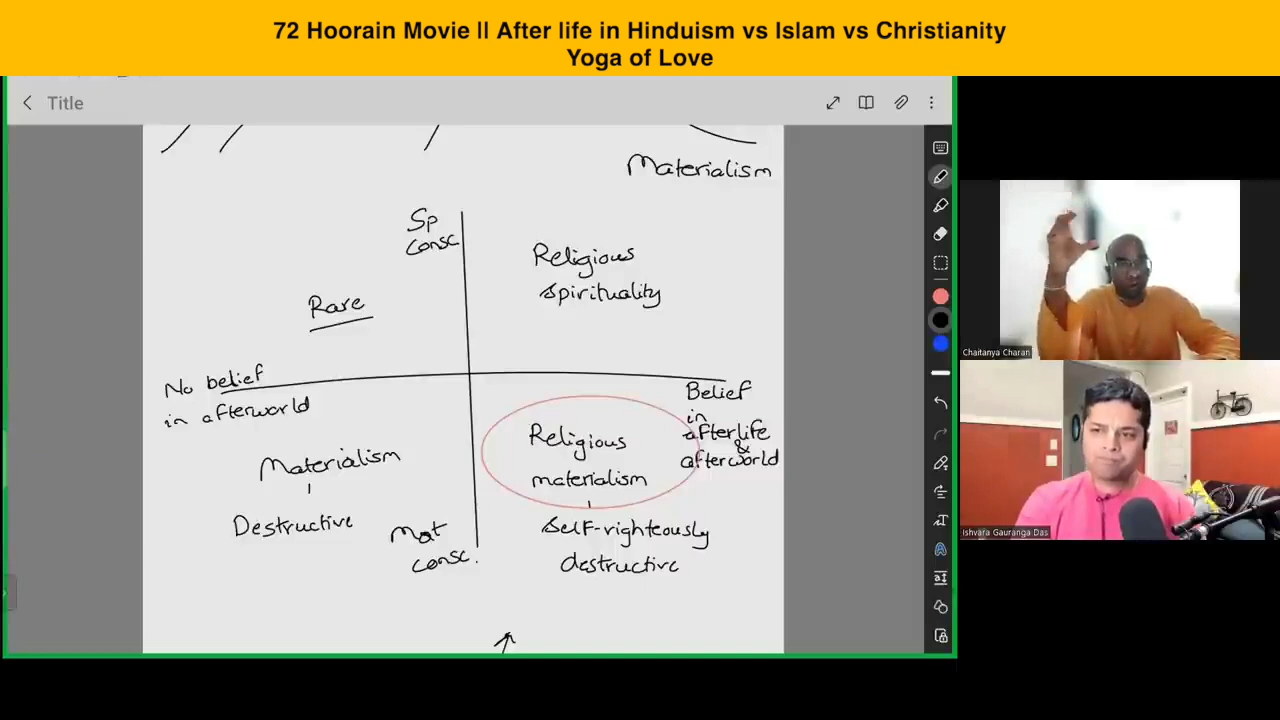 72 Hoorain Movie ll After life in Hinduism vs Islam vs Christianity
Yoga of Love
Title
Materialism
Sp
consc
Religious
spirituality
Rare
No belief
in afterworld
Belief
in
afterlife
&
afterworld
Religious
materialism
Materialism
Destructive
Mat
consc.
Self-righteously
destructive
Chaitanya Charan
Ishvara Gauranga Das